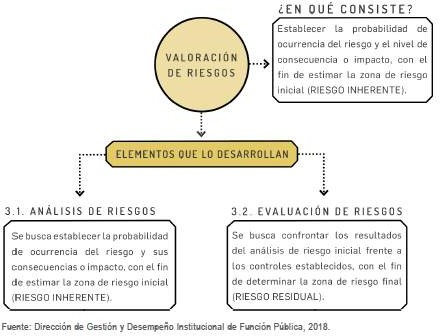 ¿EN QUÉ CONSISTE?
Establecer la probabilidad de
ocurrencia del riesgo y el nivel de
consecuencia o impacto, con el
fin de estimar la zona de riesgo
inicial (RIESGO INHERENTE).
VALORACIÓN
DE RIESGOS
ELEMENTOS QUE LO DESARROLLAN
3.1. ANÁLISIS DE RIESGOS
Se busca establecer la probabilidad
de ocurrencia del riesgo y sus
consecuencias o impacto, con el fin
de estimar la zona de riesgo inicial
(RIESGO INHERENTE).
3.2. EVALUACIÓN DE RIESGOS
Se busca confrontar los resultados
del análisis de riesgo inicial frente
a los controles establecidos, con el fin
de determinar la zona de riesgo final
(RIESGO RESIDUAL).
Fuente: Dirección de Gestión y Desempeño Institucional de Función Pública, 2018.